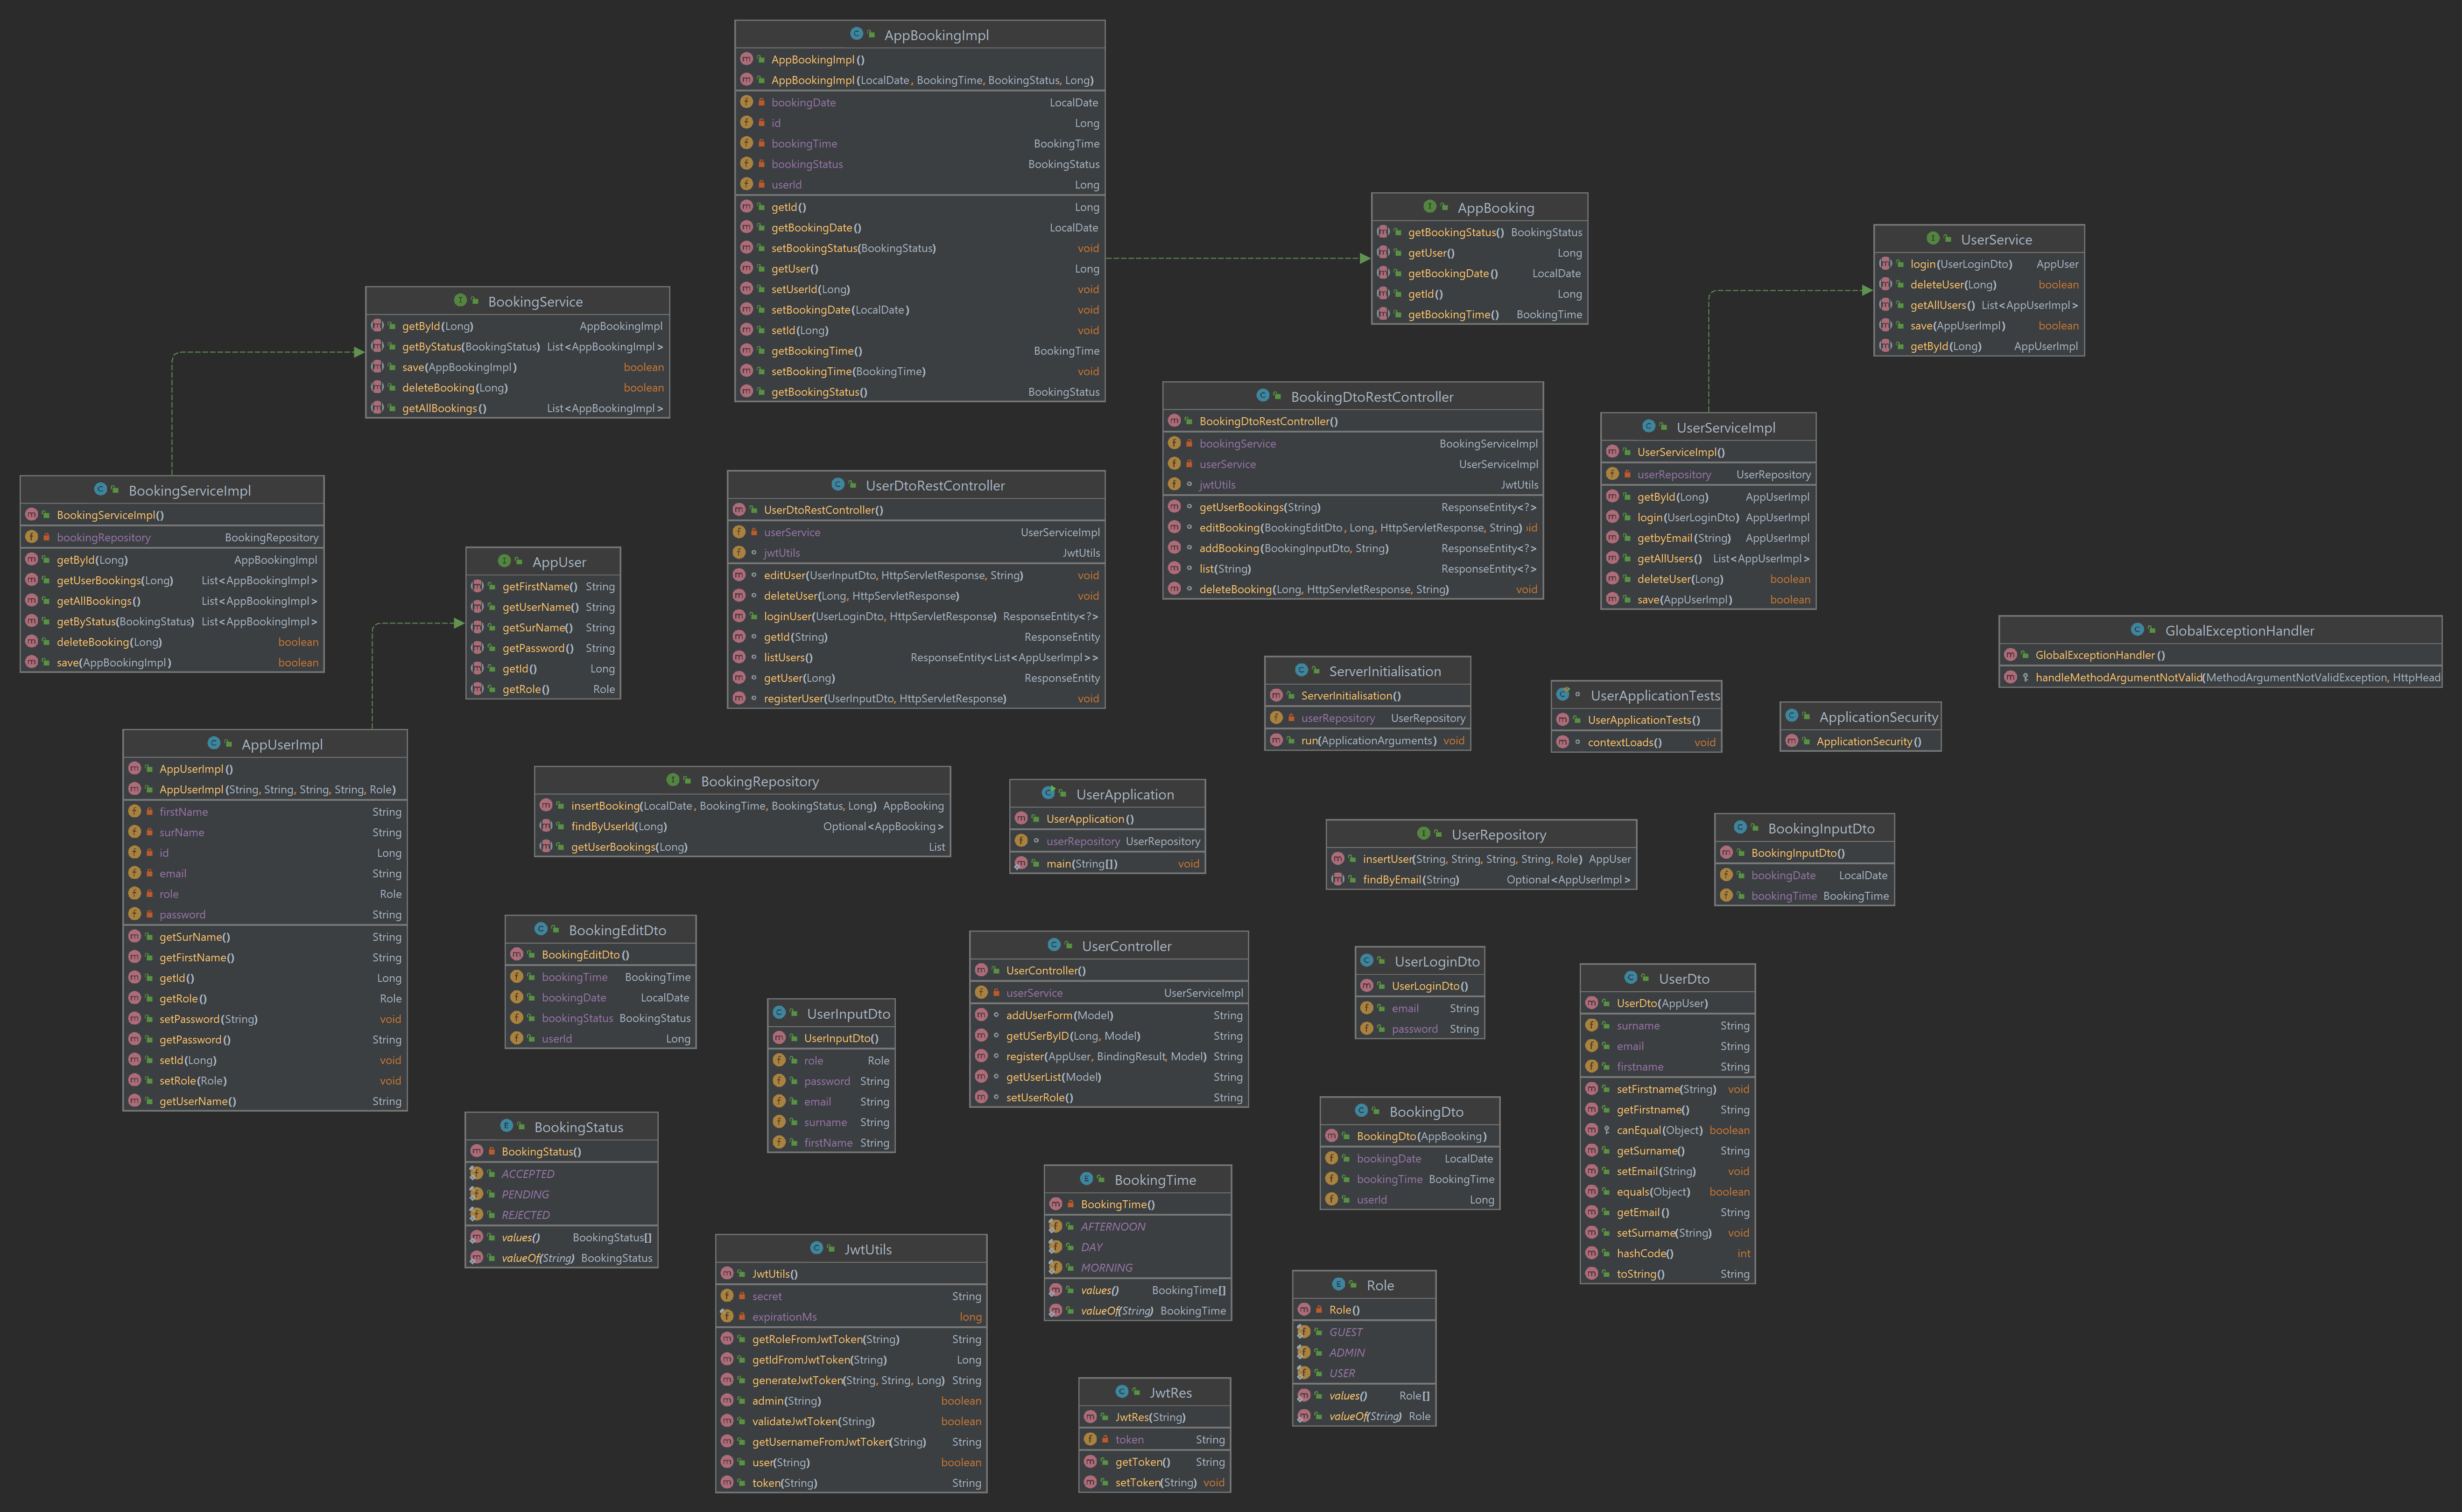 AppBookingImpl
AppBookingImpl()
AppBookingImpl(LocalDate, BookingTime, BookingStatus, Long)
bookingDate LocalDate
id Long
bookingTime BookingTime
bookingStatus BookingStatus
userId Long
getId() Long
getBookingDate() LocalDate
setBookingStatus(BookingStatus) void
getUser() Long
setUserId(Long) void
setBookingDate(LocalDate) void
setId(Long) void
getBookingTime() BookingTime
setBookingTime(BookingTime) void
getBookingStatus() BookingStatus
AppBooking
getBookingStatus() BookingStatus
getUser() Long
getBookingDate() LocalDate
getId() Long
getBookingTime() BookingTime
UserService
login(UserLoginDto) AppUser
deleteUser(Long) boolean
getAllUsers() List<AppUserImpl>
save(AppUserImpl) boolean
getById(Long) AppUserImpl
BookingService
getById(Long) AppBookingImpl
getByStatus(BookingStatus) List<AppBookingImpl>
save(AppBookingImpl) boolean
deleteBooking(Long) boolean
getAllBookings() List<AppBookingImpl>
BookingDtoRestController
BookingDtoRestController()
bookingService BookingServiceImpl
userService UserServiceImpl
jwtUtils JwtUtils
getUserBookings(String) ResponseEntity<?>
editBooking(BookingEditDto, Long, HttpServletResponse, String) iid
addBooking(BookingInputDto, String) ResponseEntity<?>
list(String) ResponseEntity<?>
deleteBooking(Long, HttpServletResponse, String) void
UserServiceImpl
UserServiceImpl()
userRepository UserRepository
getById(Long) AppUserImpl
login(UserLoginDto) AppUserImpl
getbyEmail(String) AppUserImpl
getAllUsers() List<AppUserImpl>
deleteUser(Long) boolean
save(AppUserImpl) boolean
BookingServiceImpl
BookingServiceImpl()
bookingRepository BookingRepository
getById(Long) AppBookingImpl
getUserBookings(Long) List<AppBookingImpl>
getAllBookings() List<AppBookingImpl>
getByStatus(BookingStatus) List<AppBookingImpl>
deleteBooking(Long) boolean
save(AppBookingImpl) boolean
UserDtoRestController
UserDtoRestController()
userService UserServiceImpl
jwtUtils JwtUtils
editUser(UserInputDto, HttpServletResponse, String) void
deleteUser(Long, HttpServletResponse) void
loginUser(UserLoginDto, HttpServletResponse) ResponseEntity<?>
getId(String) ResponseEntity
listUsers() ResponseEntity<List<AppUserImpl>>
getUser(Long) ResponseEntity
registerUser(UserInputDto, HttpServletResponse) void
AppUser
getFirstName() String
getUserName() String
getSurName() String
getPassword() String
getId() Long
getRole() Role
GlobalExceptionHandler
GlobalExceptionHandler()
handleMethodArgumentNotValid(MethodArgumentNotValidException, HttpHead
ServerInitialisation
ServerInitialisation()
userRepository UserRepository
run(ApplicationArguments) void
UserApplicationTests
UserApplicationTests()
contextLoads() void
ApplicationSecurity
ApplicationSecurity()
AppUserImpl
AppUserImpl()
AppUserImpl(String, String, String, String, Role)
firstName String
surName String
id Long
email String
role Role
password String
getSurName() String
getFirstName() String
getId() Long
getRole() Role
setPassword(String) void
getPassword() String
setId(Long) void
setRole(Role) void
getUserName() String
BookingRepository
insertBooking(LocalDate, BookingTime, BookingStatus, Long) AppBooking
findByUserId(Long) Optional<AppBooking>
getUserBookings(Long) List
UserApplication
UserApplication()
userRepository UserRepository
main(String[]) void
UserRepository
insertUser(String, String, String, String, Role) AppUser
findByEmail(String) Optional<AppUserImpl>
BookingInputDto
BookingInputDto()
bookingDate LocalDate
bookingTime BookingTime
BookingEditDto
BookingEditDto()
bookingTime BookingTime
bookingDate LocalDate
bookingStatus BookingStatus
userId Long
UserController
UserController()
userService UserServiceImpl
addUserForm(Model) String
getUSerByID(Long, Model) String
register(AppUser, BindingResult, Model) String
getUserList(Model) String
setUserRole() String
UserLoginDto
UserLoginDto()
email String
password String
UserDto
UserDto(AppUser)
surname String
email String
firstname String
setFirstname(String) void
getFirstname() String
canEqual(Object) boolean
getSurname() String
setEmail(String) void
equals(Object) boolean
getEmail() String
setSurname(String) void
hashCode() int
toString() String
UserInputDto
UserInputDto()
role Role
password String
email String
surname String
firstName String
BookingDto
BookingDto(AppBooking)
bookingDate LocalDate
bookingTime BookingTime
userId Long
BookingStatus
BookingStatus()
ACCEPTED
PENDING
REJECTED
values() BookingStatus[]
valueOf(String) BookingStatus
BookingTime
BookingTime()
AFTERNOON
DAY
MORNING
values() BookingTime[]
valueOf(String) BookingTime
JwtUtils
JwtUtils()
secret String
expirationMs long
getRoleFromJwtToken(String) String
getIdFromJwtToken(String) Long
generateJwtToken(String, String, Long) String
admin(String) boolean
validateJwtToken(String) boolean
getUsernameFromJwtToken(String) String
user(String) boolean
token(String) String
Role
Role()
GUEST
ADMIN
USER
values() Role[]
valueOf(String) Role
JwtRes
JwtRes(String)
token String
getToken() String
setToken(String) void